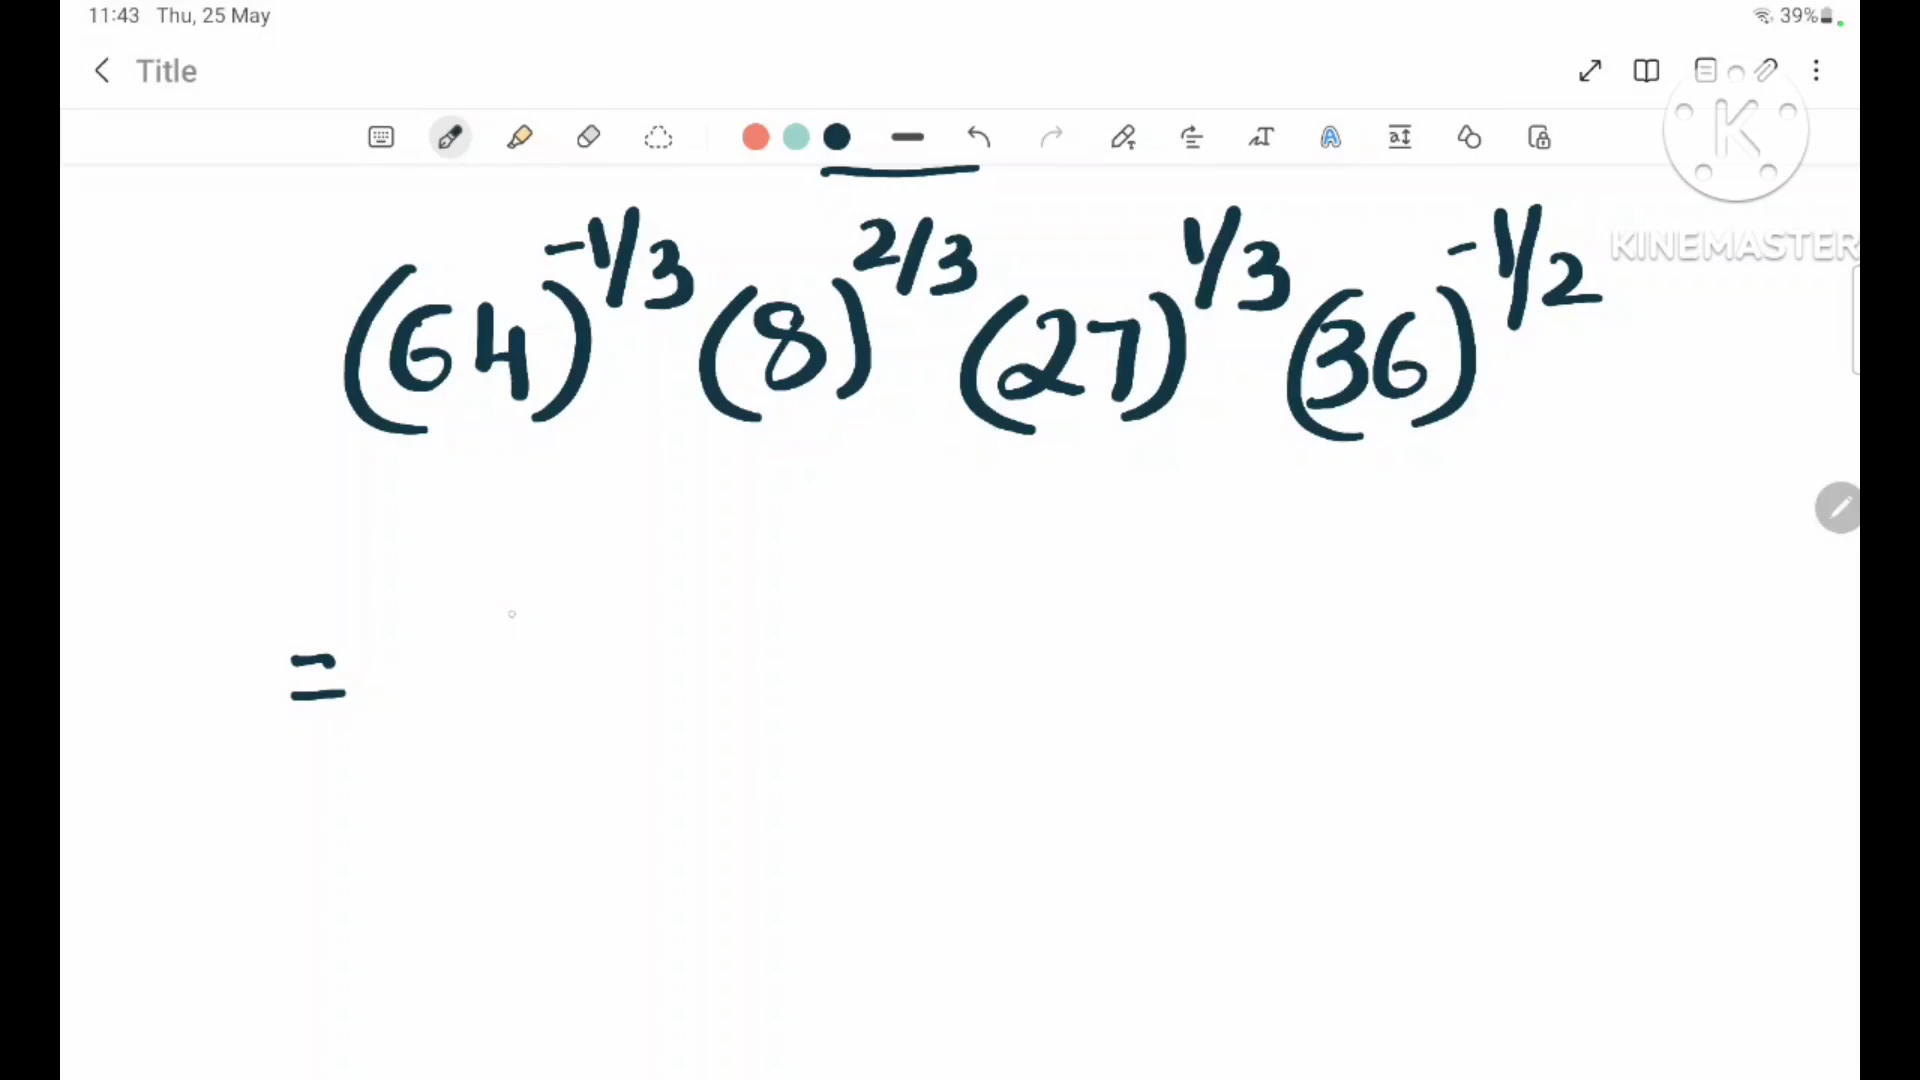 11:43 Thu, 25 May 39%
Title
K
KINEMASTER
(64)^-1/3 (8)^2/3 (27)^1/3 (36)^-1/2
=